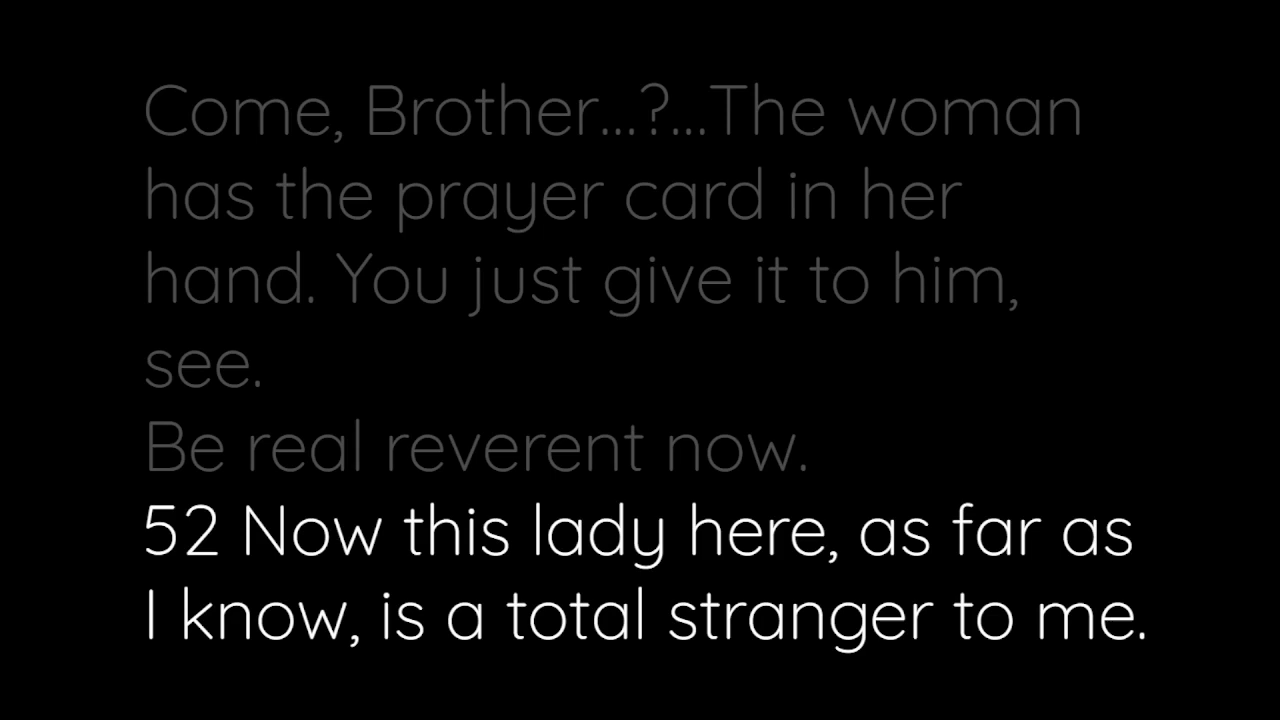 Come, Brother...?...The woman
has the prayer card in her
hand. You just give it to him,
see.
Be real reverent now.
52 Now this lady here, as far as
I know, is a total stranger to me.